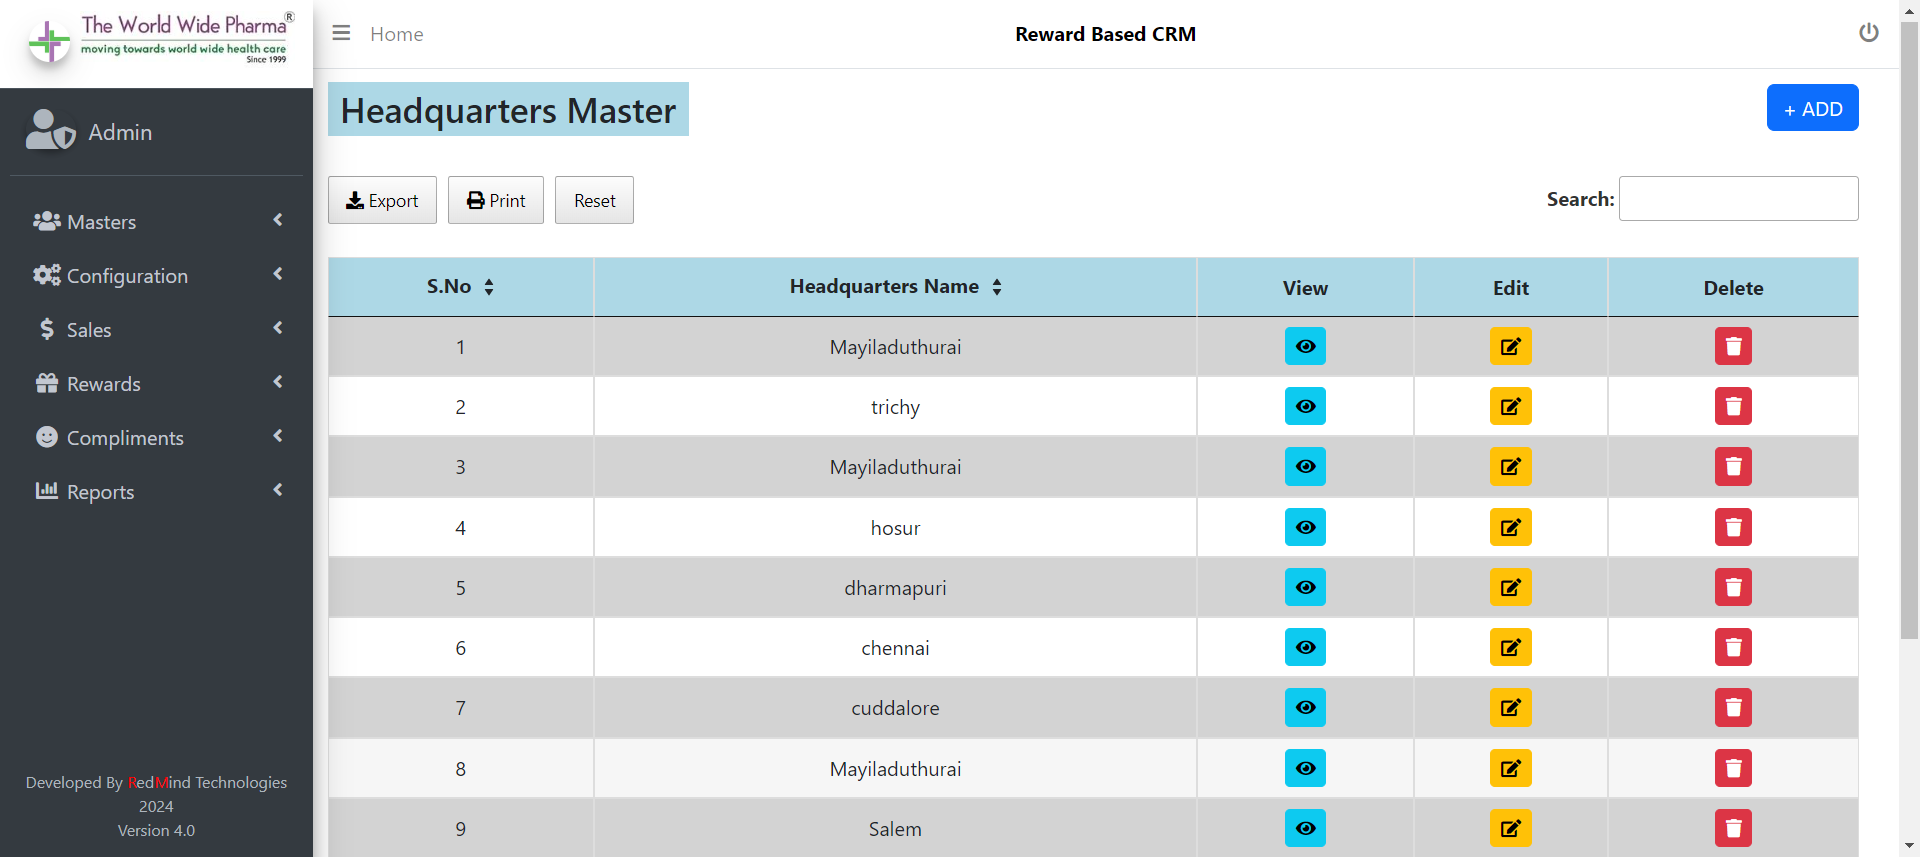 The World Wide Pharma®
moving towards world wide health care
Since 1999
Home
Reward Based CRM
Admin
Masters
Configuration
Sales
Rewards
Compliments
Reports
Developed By RedMind Technologies
2024
Version 4.0
Headquarters Master
+ ADD
Export Print Reset Search:
S.No Headquarters Name View Edit Delete
1 Mayiladuthurai
2 trichy
3 Mayiladuthurai
4 hosur
5 dharmapuri
6 chennai
7 cuddalore
8 Mayiladuthurai
9 Salem